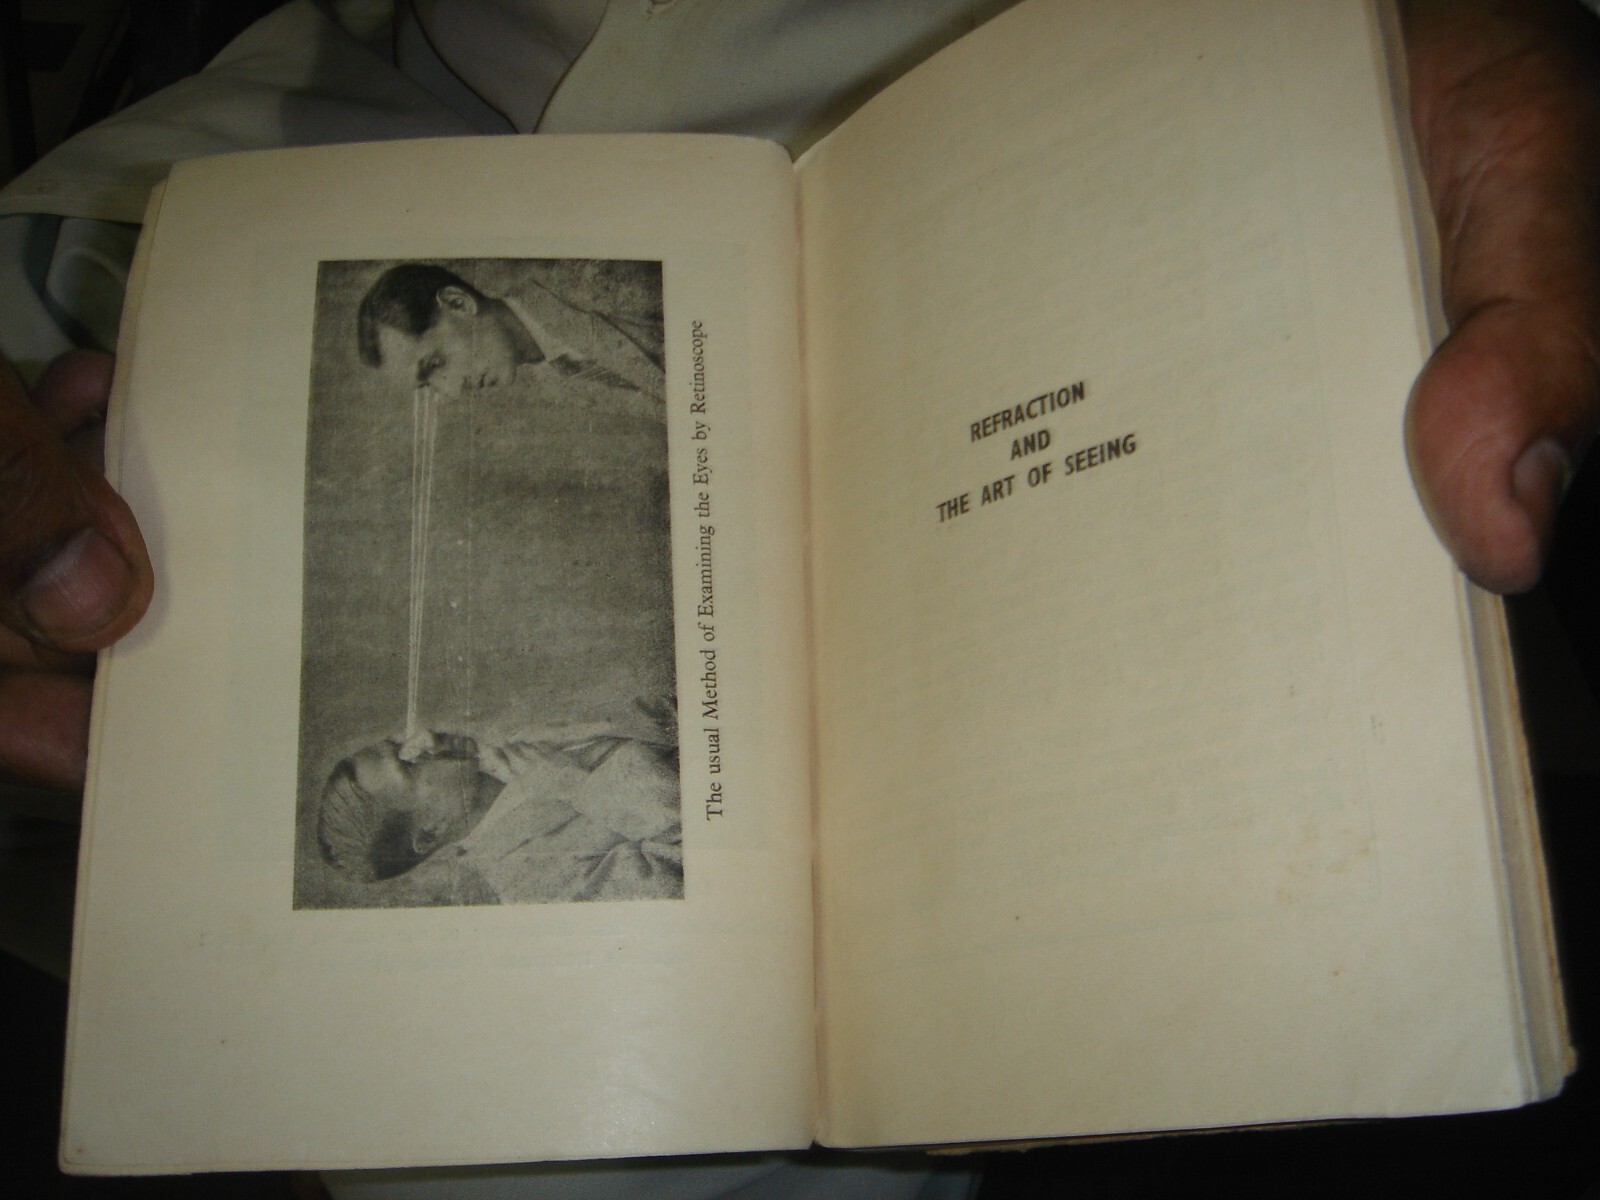 The usual Method of Examining the Eyes by Retinoscope
REFRACTION
AND
THE ART OF SEEING